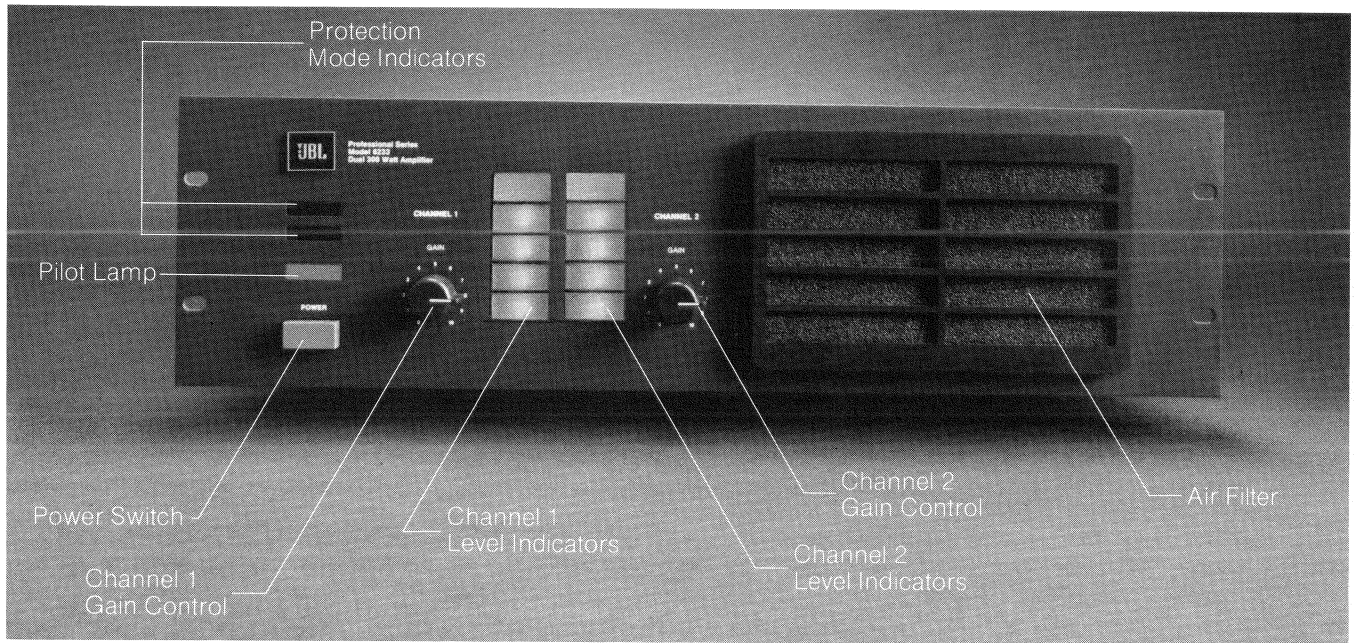 Protection
Mode Indicators
JBL
Professional Series
Model 6233
Dual 300 Watt Amplifier
CHANNEL 1
CHANNEL 2
GAIN
GAIN
Pilot Lamp
POWER
Power Switch
Channel 1
Gain Control
Channel 1
Level Indicators
Channel 2
Level Indicators
Channel 2
Gain Control
Air Filter